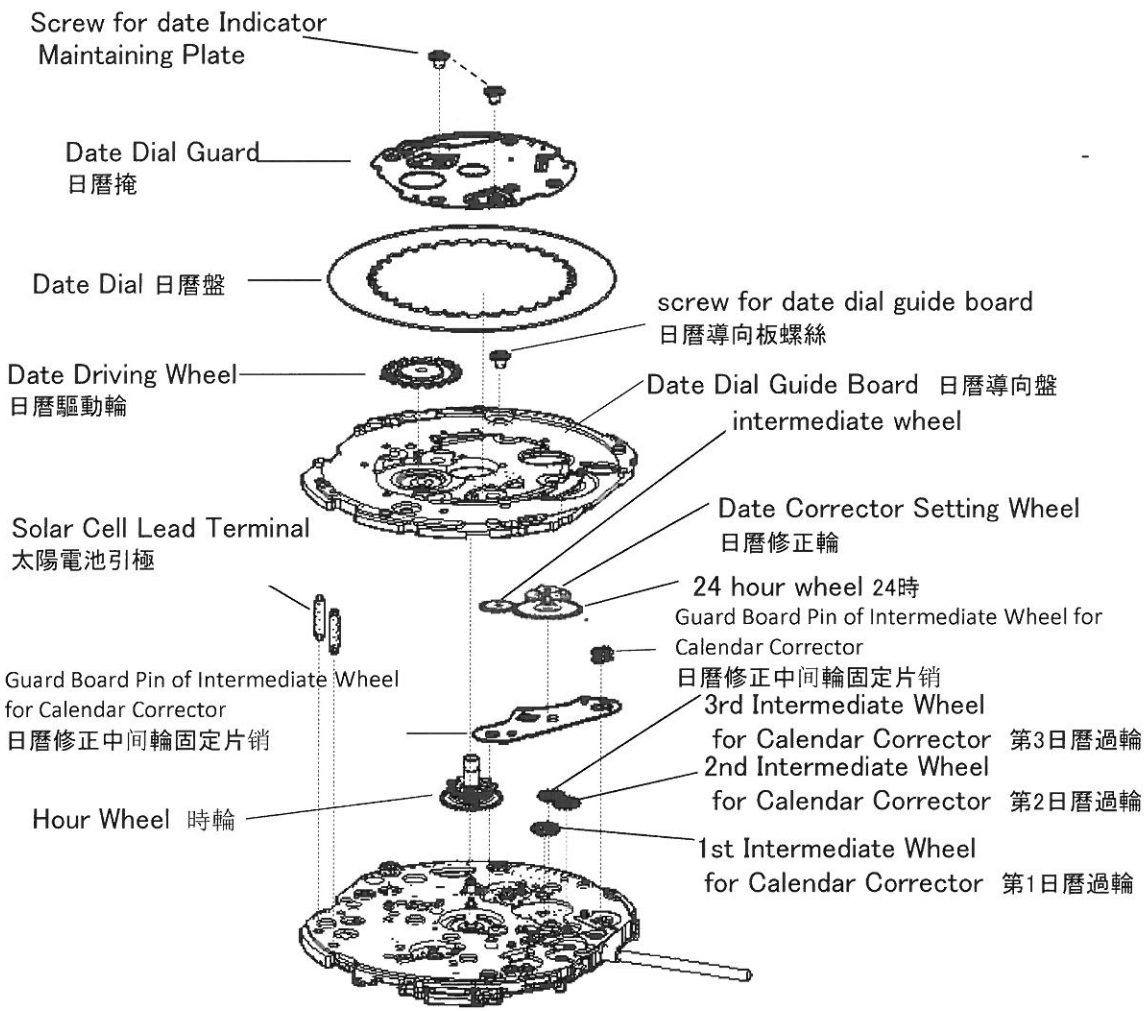 Screw for date Indicator
Maintaining Plate
Date Dial Guard
日曆掩
Date Dial 日曆盤
screw for date dial guide board
日曆導向板螺絲
Date Driving Wheel
日曆驅動輪
Date Dial Guide Board 日曆導向盤
intermediate wheel
Date Corrector Setting Wheel
日曆修正輪
Solar Cell Lead Terminal
太陽電池引極
24 hour wheel 24時
Guard Board Pin of Intermediate Wheel for
Calendar Corrector
日曆修正中间輪固定片销
Guard Board Pin of Intermediate Wheel
for Calendar Corrector
日曆修正中间輪固定片销
3rd Intermediate Wheel
for Calendar Corrector 第3日曆過輪
2nd Intermediate Wheel
for Calendar Corrector 第2日曆過輪
Hour Wheel 時輪
1st Intermediate Wheel
for Calendar Corrector 第1日曆過輪